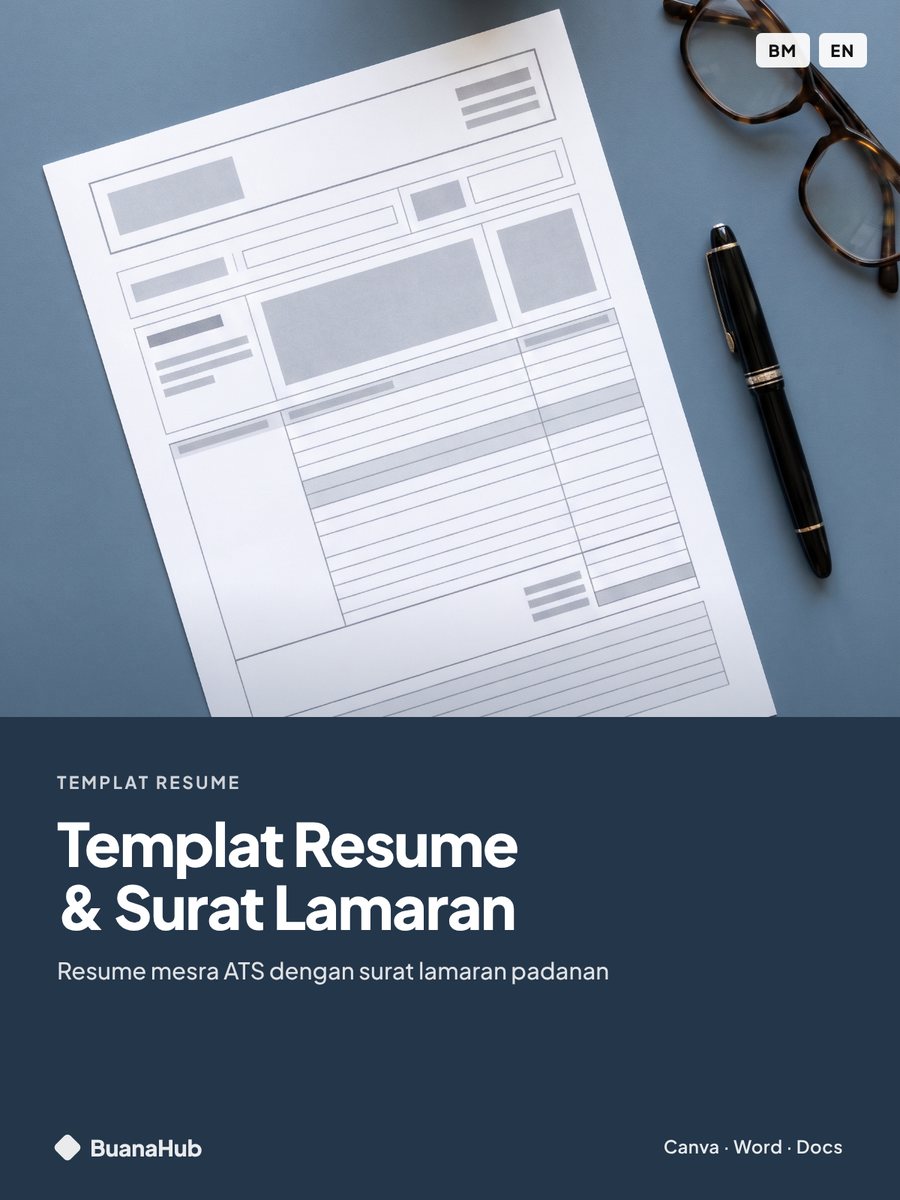 BM EN
TEMPLAT RESUME
Templat Resume
& Surat Lamaran
Resume mesra ATS dengan surat lamaran padanan
BuanaHub
Canva · Word · Docs